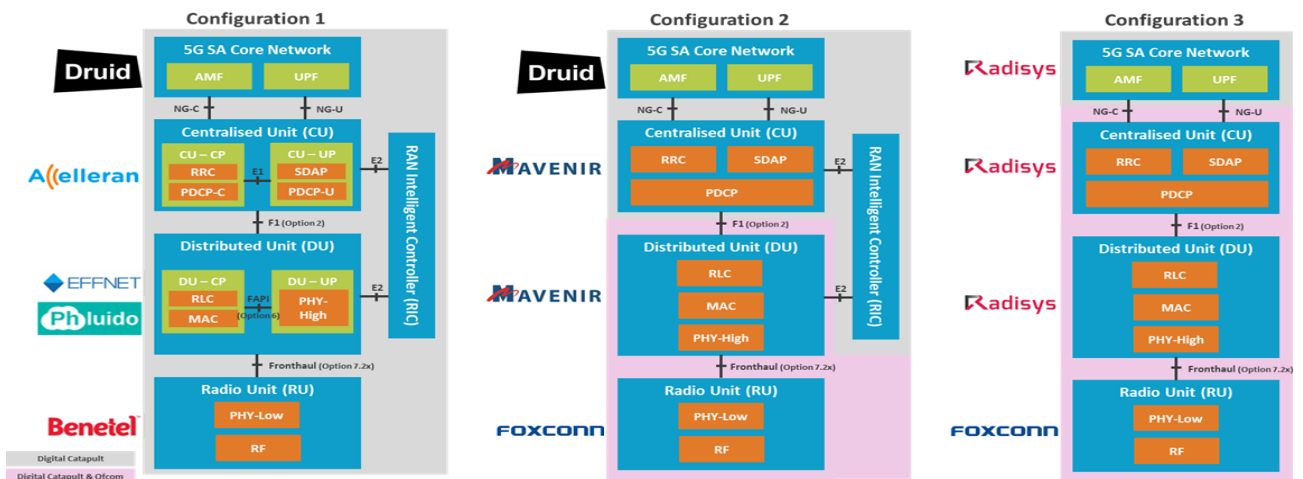 Configuration 1
Druid
5G SA Core Network
AMF
UPF
NG-C
NG-U
Accelleran
Centralised Unit (CU)
CU – CP
RRC
PDCP-C
E1
CU – UP
SDAP
PDCP-U
E2
RAN Intelligent Controller (RIC)
F1 (Option 2)
EFFNET
Phluido
Distributed Unit (DU)
DU – CP
RLC
MAC
FAPI
(Option 6)
DU – UP
PHY-
High
E2
Fronthaul (Option 7.2x)
Benetel
Radio Unit (RU)
PHY-Low
RF
Digital Catapult
Digital Catapult & Ofcom
Configuration 2
Druid
5G SA Core Network
AMF
UPF
NG-C
NG-U
MAVENIR
Centralised Unit (CU)
RRC
SDAP
PDCP
E2
RAN Intelligent Controller (RIC)
F1 (Option 2)
MAVENIR
Distributed Unit (DU)
RLC
MAC
PHY-High
E2
Fronthaul (Option 7.2x)
FOXCONN
Radio Unit (RU)
PHY-Low
RF
Configuration 3
Radisys
5G SA Core Network
AMF
UPF
NG-C
NG-U
Radisys
Centralised Unit (CU)
RRC
SDAP
PDCP
F1 (Option 2)
Radisys
Distributed Unit (DU)
RLC
MAC
PHY-High
Fronthaul (Option 7.2x)
FOXCONN
Radio Unit (RU)
PHY-Low
RF